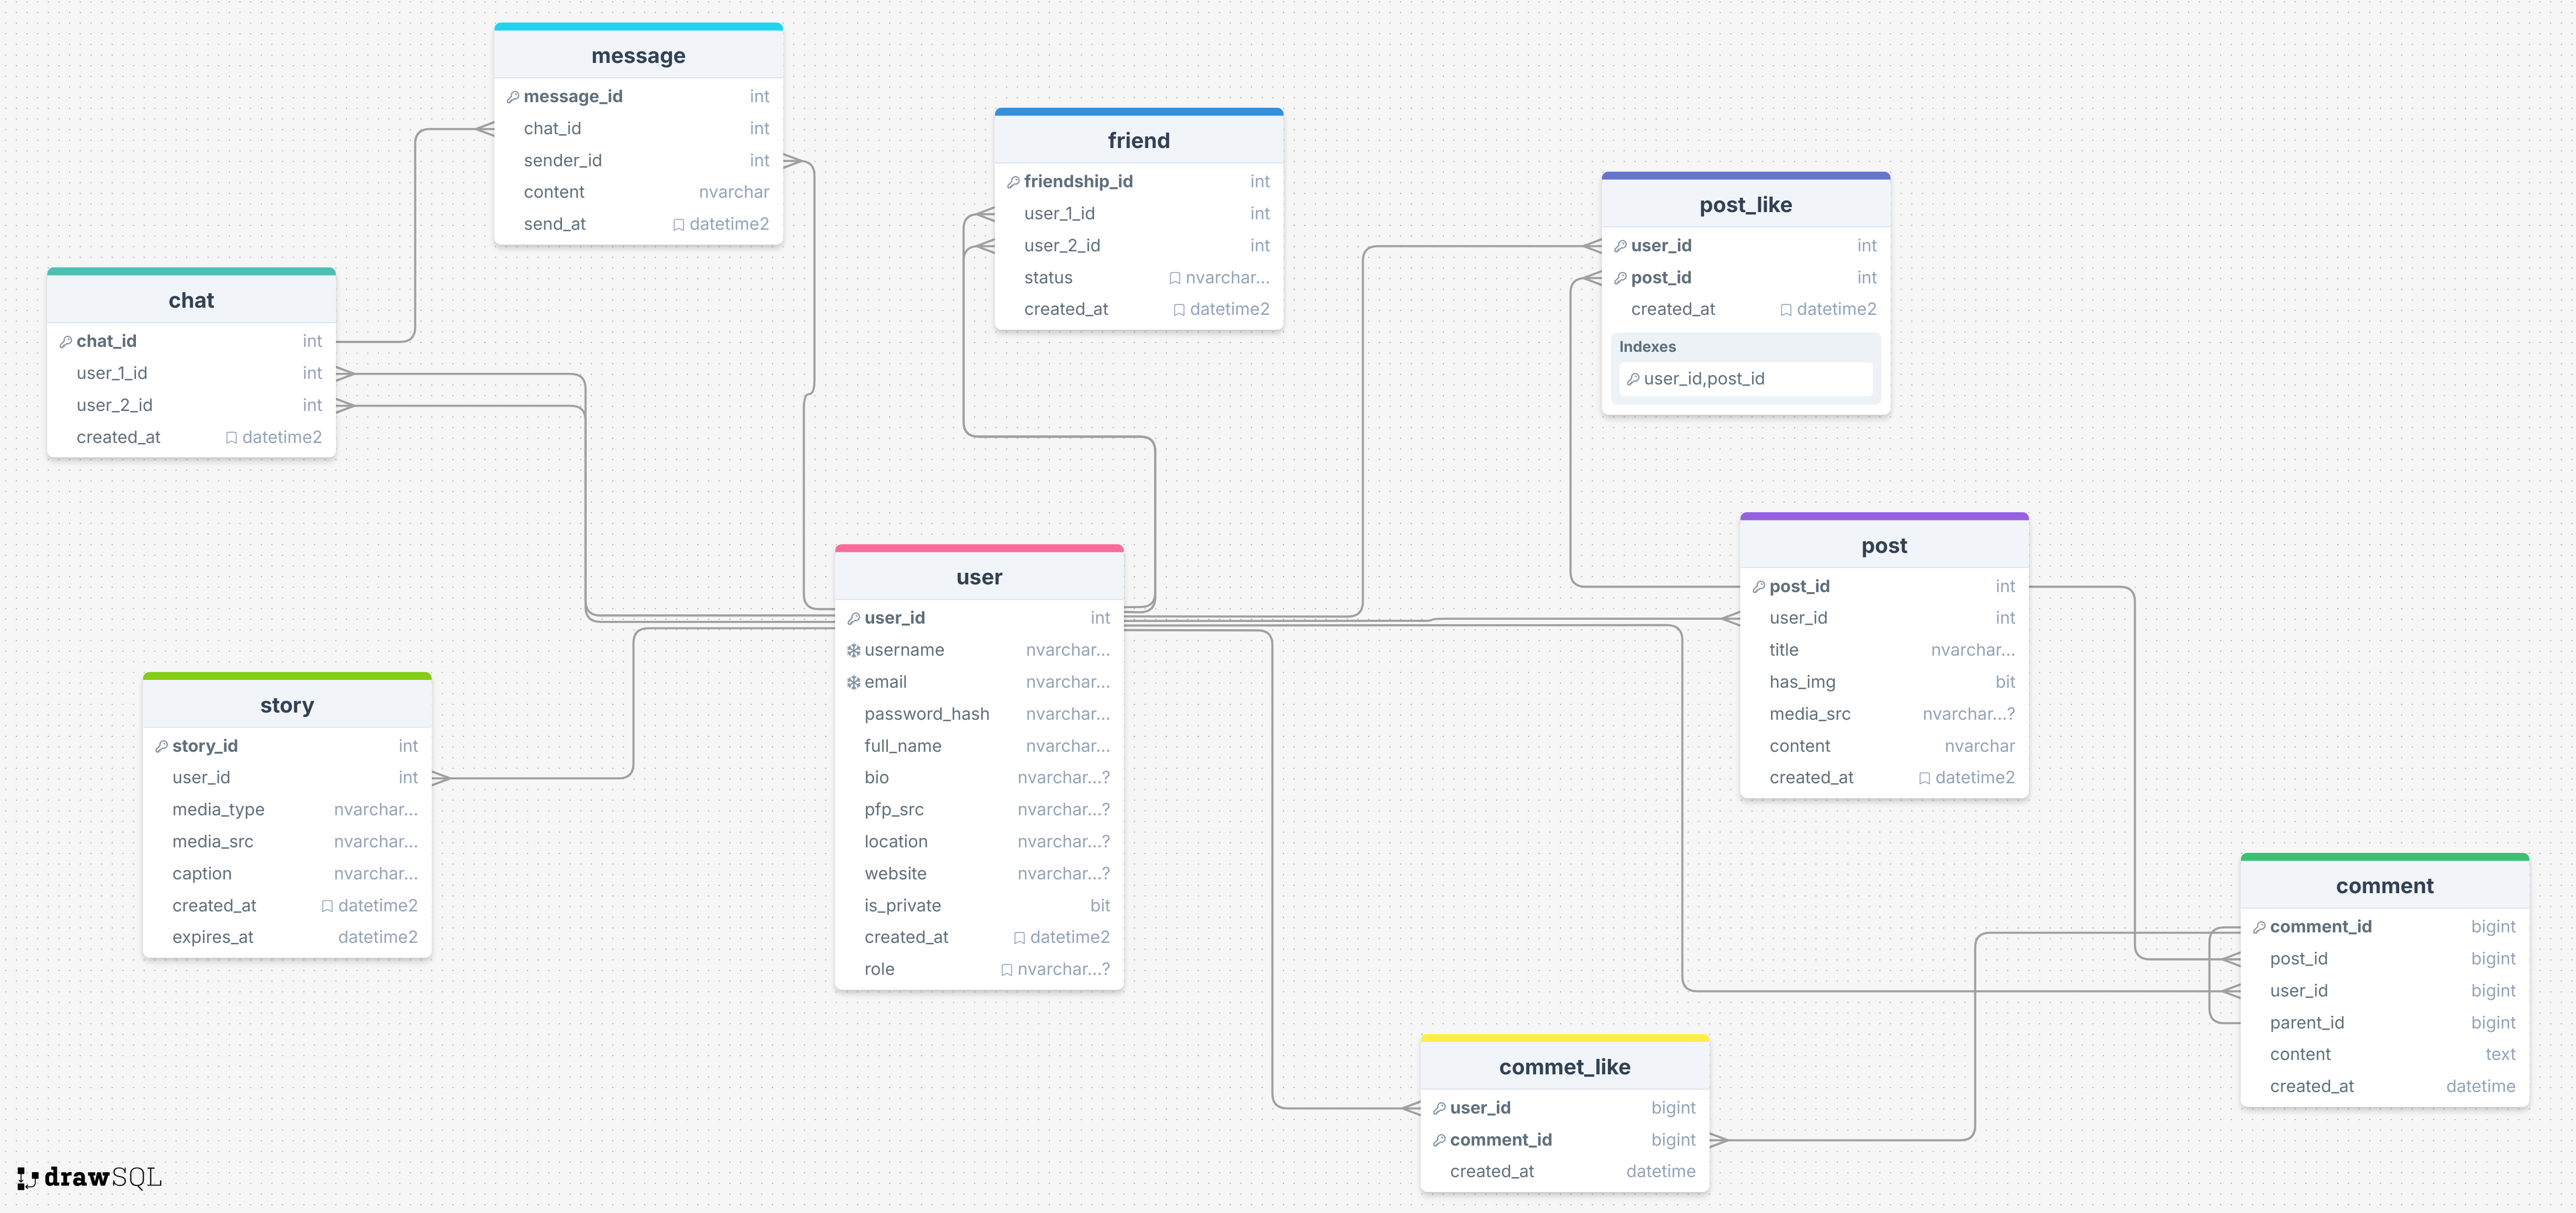 message
message_id int
chat_id int
sender_id int
content nvarchar
send_at datetime2
friend
friendship_id int
user_1_id int
user_2_id int
status nvarchar...
created_at datetime2
post_like
user_id int
post_id int
created_at datetime2
Indexes
user_id,post_id
chat
chat_id int
user_1_id int
user_2_id int
created_at datetime2
user
user_id int
username nvarchar...
email nvarchar...
password_hash nvarchar...
full_name nvarchar...
bio nvarchar...?
pfp_src nvarchar...?
location nvarchar...?
website nvarchar...?
is_private bit
created_at datetime2
role nvarchar...?
post
post_id int
user_id int
title nvarchar...
has_img bit
media_src nvarchar...?
content nvarchar
created_at datetime2
story
story_id int
user_id int
media_type nvarchar...
media_src nvarchar...
caption nvarchar...
created_at datetime2
expires_at datetime2
comment
comment_id bigint
post_id bigint
user_id bigint
parent_id bigint
content text
created_at datetime
commet_like
user_id bigint
comment_id bigint
created_at datetime
drawSQL